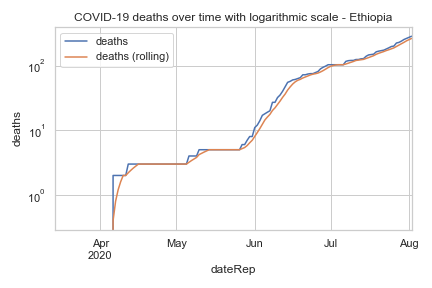 COVID-19 deaths over time with logarithmic scale - Ethiopia
deaths
deaths (rolling)
10²
10¹
10⁰
deaths
Apr May Jun Jul Aug
2020
dateRep